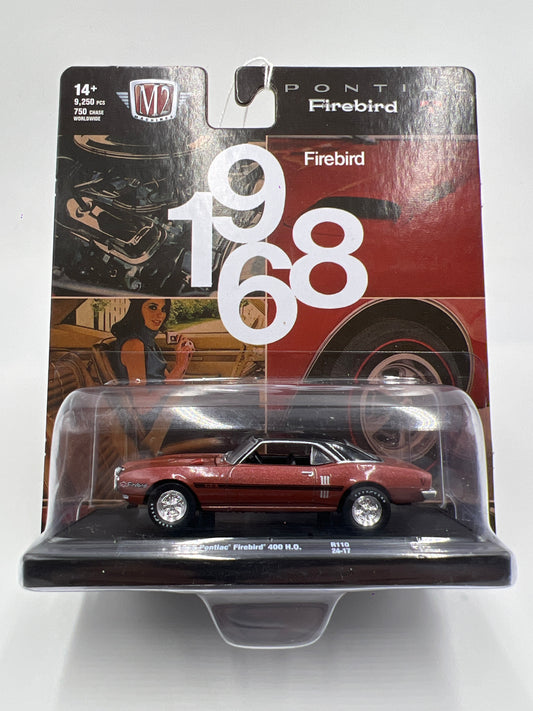 14+
9,250 PCS
750 CHASE
WORLDWIDE
M2
MACHINES
PONTIAC
Firebird
Firebird
1968
Pontiac® Firebird® 400 H.O.
R110
24-17